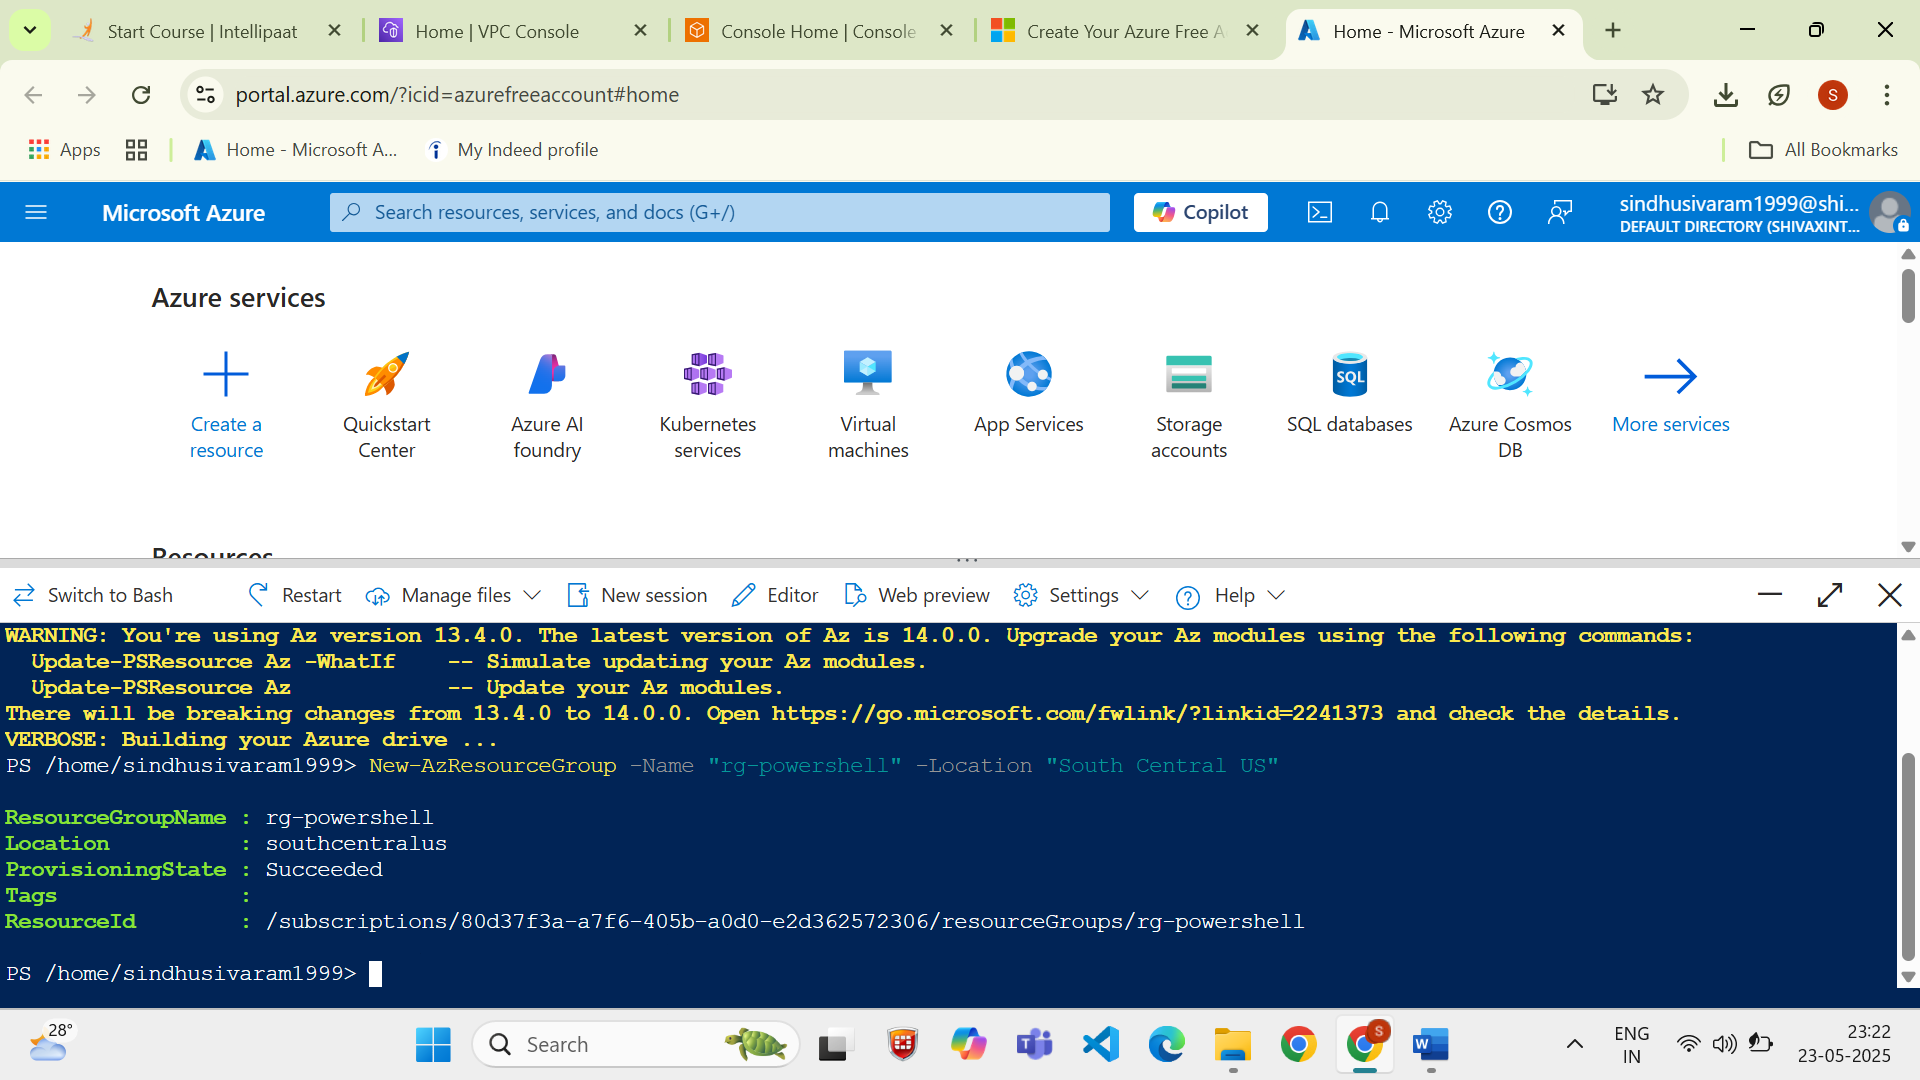 Start Course | Intellipaat
Home | VPC Console
Console Home | Console
Create Your Azure Free A
Home - Microsoft Azure
portal.azure.com/?icid=azurefreeaccount#home
S
Apps
Home - Microsoft A...
My Indeed profile
All Bookmarks
Microsoft Azure
Search resources, services, and docs (G+/)
Copilot
sindhusivaram1999@shi...
DEFAULT DIRECTORY (SHIVAXINT...
Azure services
Create a resource
Quickstart Center
Azure AI foundry
Kubernetes services
Virtual machines
App Services
Storage accounts
SQL
SQL databases
Azure Cosmos DB
More services
Resources
Switch to Bash
Restart
Manage files
New session
Editor
Web preview
Settings
Help
WARNING: You're using Az version 13.4.0. The latest version of Az is 14.0.0. Upgrade your Az modules using the following commands:
Update-PSResource Az -WhatIf    -- Simulate updating your Az modules.
Update-PSResource Az            -- Update your Az modules.
There will be breaking changes from 13.4.0 to 14.0.0. Open https://go.microsoft.com/fwlink/?linkid=2241373 and check the details.
VERBOSE: Building your Azure drive ...
PS /home/sindhusivaram1999> New-AzResourceGroup -Name "rg-powershell" -Location "South Central US"
ResourceGroupName : rg-powershell
Location          : southcentralus
ProvisioningState : Succeeded
Tags              :
ResourceId        : /subscriptions/80d37f3a-a7f6-405b-a0d0-e2d362572306/resourceGroups/rg-powershell
PS /home/sindhusivaram1999>
28°
Search
S
ENG
IN
23:22
23-05-2025